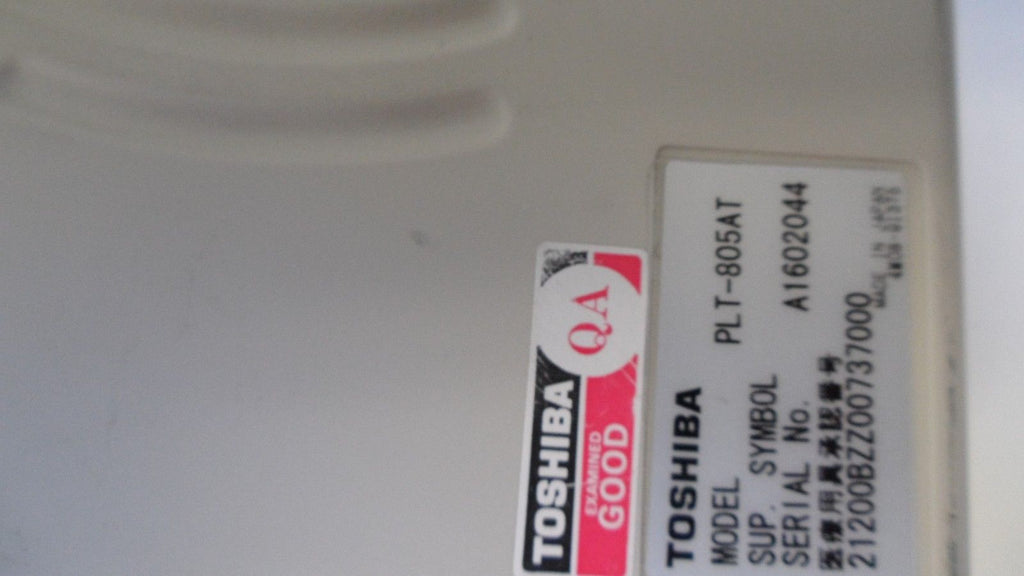 TOSHIBA
QA
EXAMINED
GOOD
TOSHIBA
MODEL PLT-805AT
SUP. SYMBOL
SERIAL No. A1602044
医療用具承認番号
21200BZZ00737000
MADE IN JAPAN